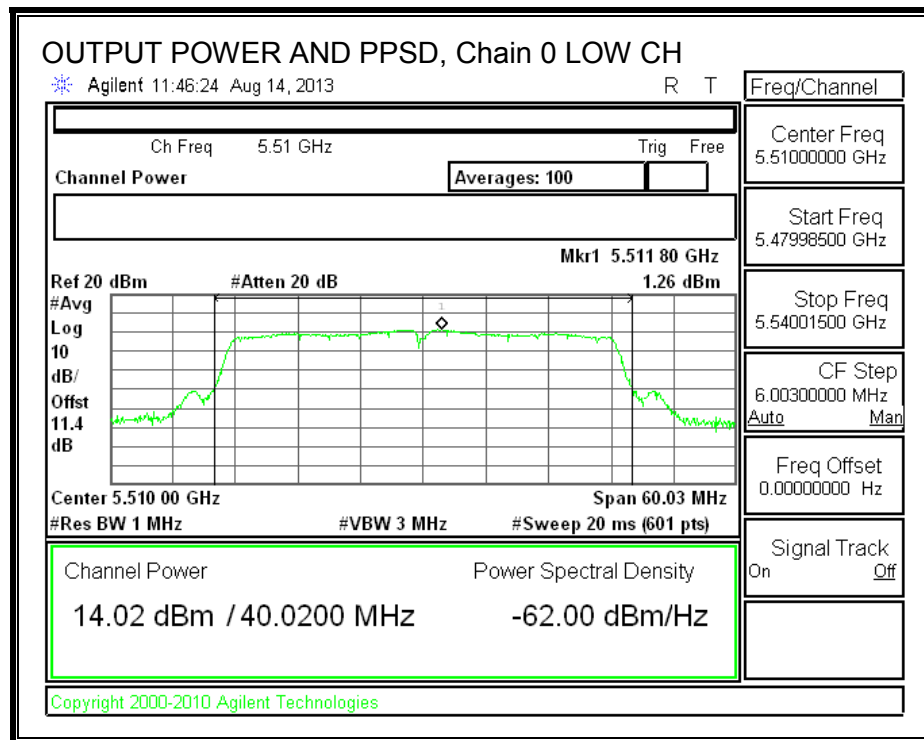 OUTPUT POWER AND PPSD, Chain 0 LOW CH
Agilent 11:46:24 Aug 14, 2013
R T
Ch Freq 5.51 GHz
Trig Free
Channel Power
Averages: 100
Mkr1 5.511 80 GHz
Ref 20 dBm
#Atten 20 dB
1.26 dBm
#Avg
Log
10
dB/
Offst
11.4
dB
1
Center 5.510 00 GHz
Span 60.03 MHz
#Res BW 1 MHz
#VBW 3 MHz
#Sweep 20 ms (601 pts)
Channel Power
Power Spectral Density
14.02 dBm / 40.0200 MHz
-62.00 dBm/Hz
Copyright 2000-2010 Agilent Technologies
Freq/Channel
Center Freq
5.51000000 GHz
Start Freq
5.47998500 GHz
Stop Freq
5.54001500 GHz
CF Step
6.00300000 MHz
Auto Man
Freq Offset
0.00000000 Hz
Signal Track
On Off